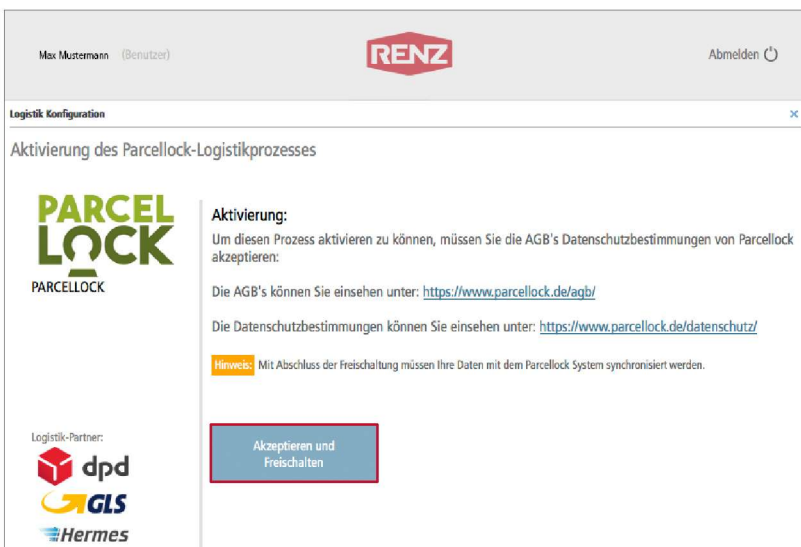 Max Mustermann (Benutzer)
RENZ
Abmelden
Logistik Konfiguration
Aktivierung des Parcellock-Logistikprozesses
PARCEL
LOCK
PARCELLOCK
Aktivierung:
Um diesen Prozess aktivieren zu können, müssen Sie die AGB's Datenschutzbestimmungen von Parcellock
akzeptieren:
Die AGB's können Sie einsehen unter: https://www.parcellock.de/agb/
Die Datenschutzbestimmungen können Sie einsehen unter: https://www.parcellock.de/datenschutz/
Hinweis: Mit Abschluss der Freischaltung müssen Ihre Daten mit dem Parcellock System synchronisiert werden.
Akzeptieren und
Freischalten
Logistik-Partner:
dpd
GLS
Hermes